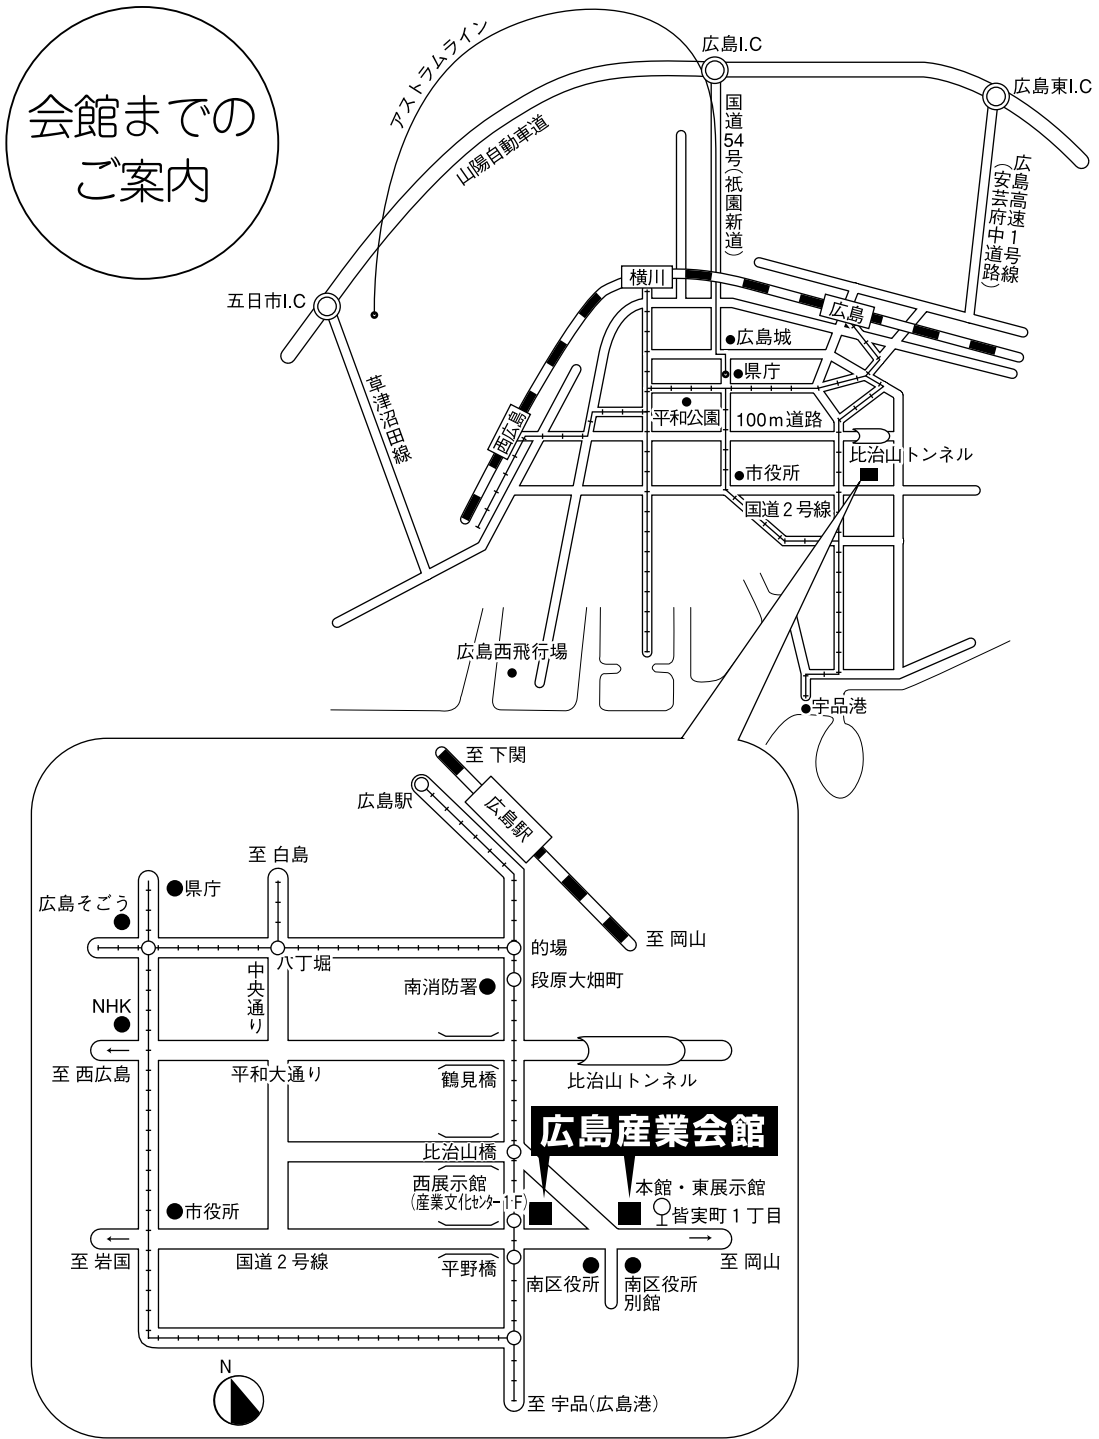 会館までの
ご案内
アストラムライン
山陽自動車道
広島I.C
広島東I.C
国道54号(祇園新道)
広島高速1号線
(安芸府中道路)
五日市I.C
横川
広島
広島城
県庁
草津沼田線
西広島
平和公園
100m道路
比治山トンネル
市役所
国道2号線
広島西飛行場
宇品港
至 下関
広島駅
広島駅
至 白島
県庁
広島そごう
至 岡山
的場
八丁堀
中央通り
南消防署
段原大畑町
NHK
至 西広島
平和大通り
鶴見橋
比治山トンネル
広島産業会館
比治山橋
西展示館
(産業文化センター1F)
本館・東展示館
皆実町1丁目
市役所
至 岩国
国道2号線
平野橋
南区役所
南区役所
別館
至 岡山
N
至 宇品(広島港)